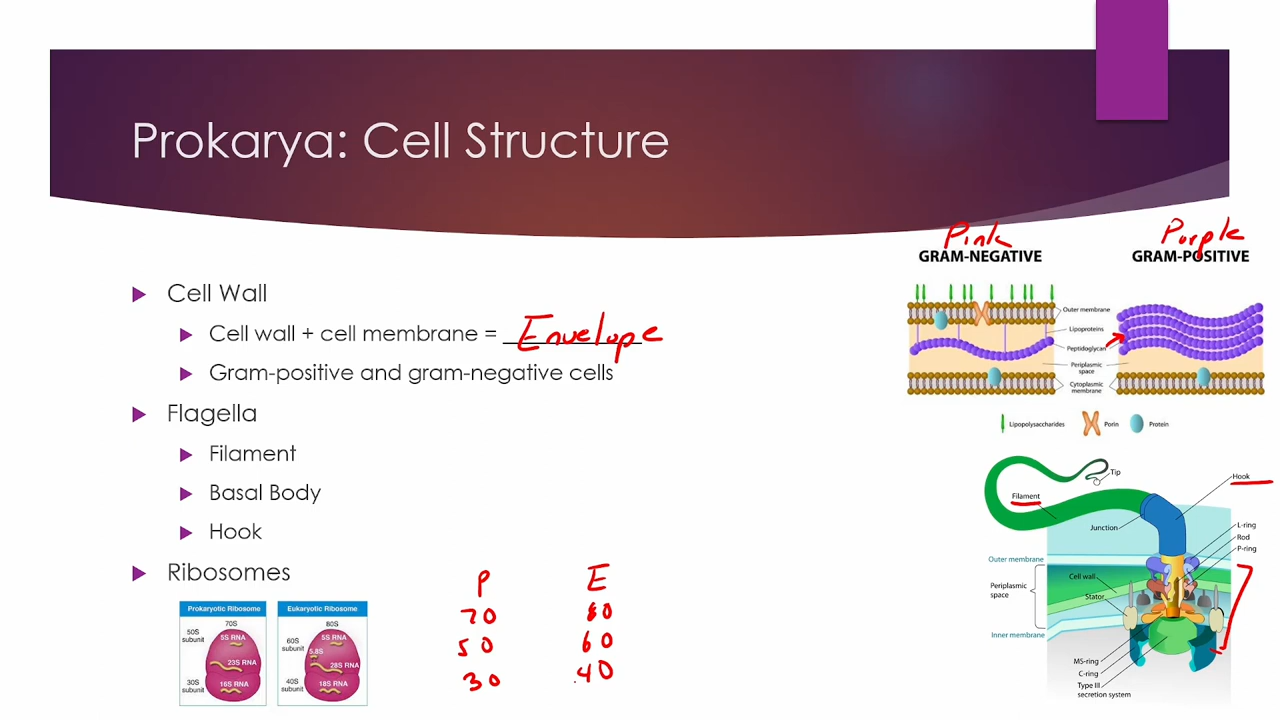 Prokarya: Cell Structure
Cell Wall
Cell wall + cell membrane = Envelope
Gram-positive and gram-negative cells
Flagella
Filament
Basal Body
Hook
Ribosomes
Prokaryotic Ribosome
70S
50S subunit
5S RNA
23S RNA
30S subunit
16S RNA
Eukaryotic Ribosome
80S
60S subunit
5S RNA
5.8S
28S RNA
40S subunit
18S RNA
P E
70 80
50 60
30 40
Pink Purple
GRAM-NEGATIVE GRAM-POSITIVE
Outer membrane
Lipoproteins
Peptidoglycan
Periplasmic space
Cytoplasmic membrane
Lipopolysaccharides Porin Protein
Tip
Hook
Filament
Junction
L-ring
Rod
P-ring
Outer membrane
Periplasmic space
Cell wall
Stator
Inner membrane
MS-ring
C-ring
Type III secretion system